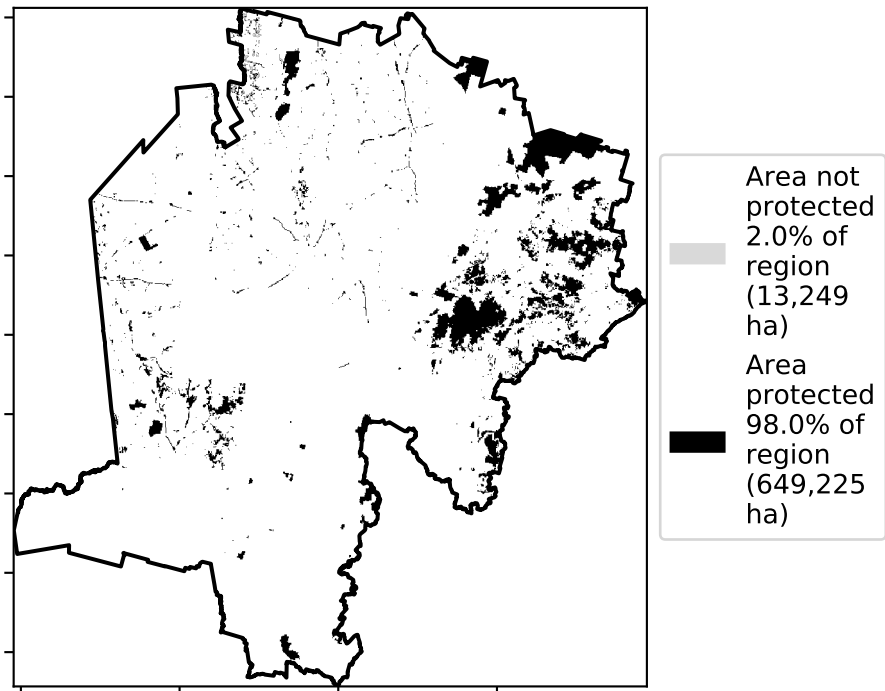 Area not
protected
2.0% of
region
(13,249
ha)
Area
protected
98.0% of
region
(649,225
ha)